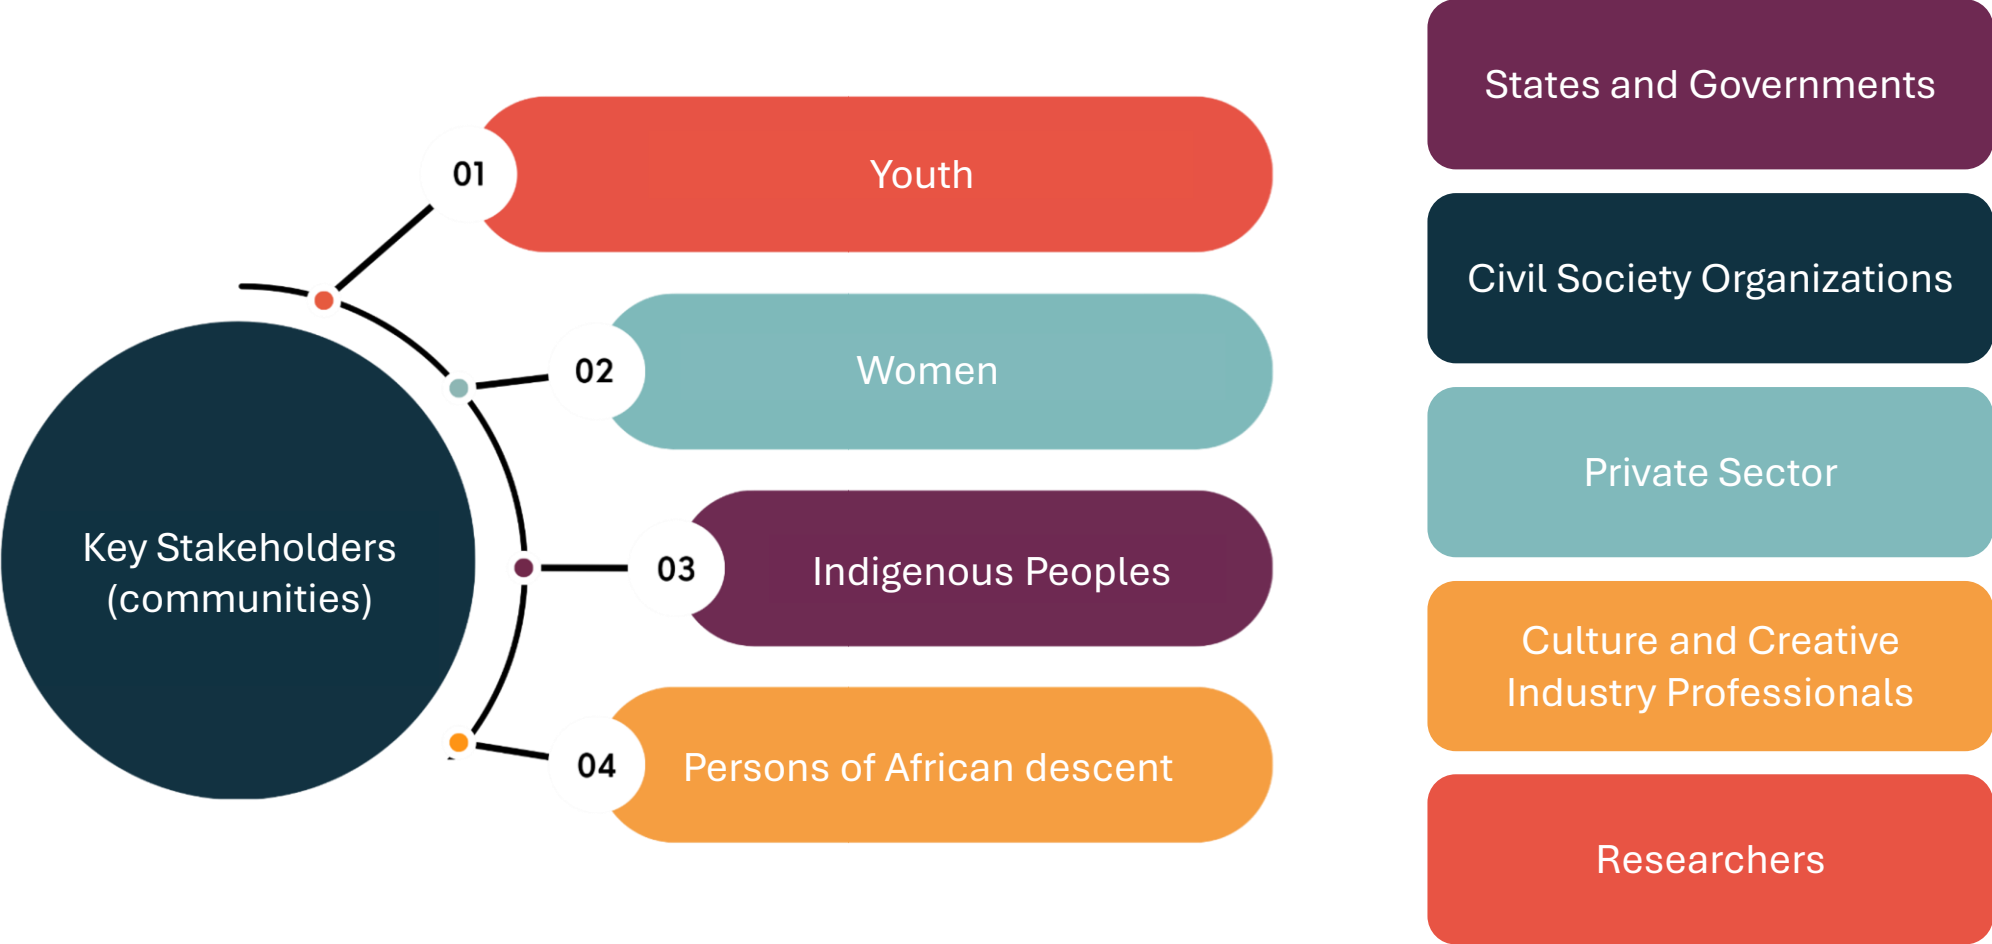 Key Stakeholders
(communities)
01
Youth
02
Women
03
Indigenous Peoples
04
Persons of African descent
States and Governments
Civil Society Organizations
Private Sector
Culture and Creative
Industry Professionals
Researchers